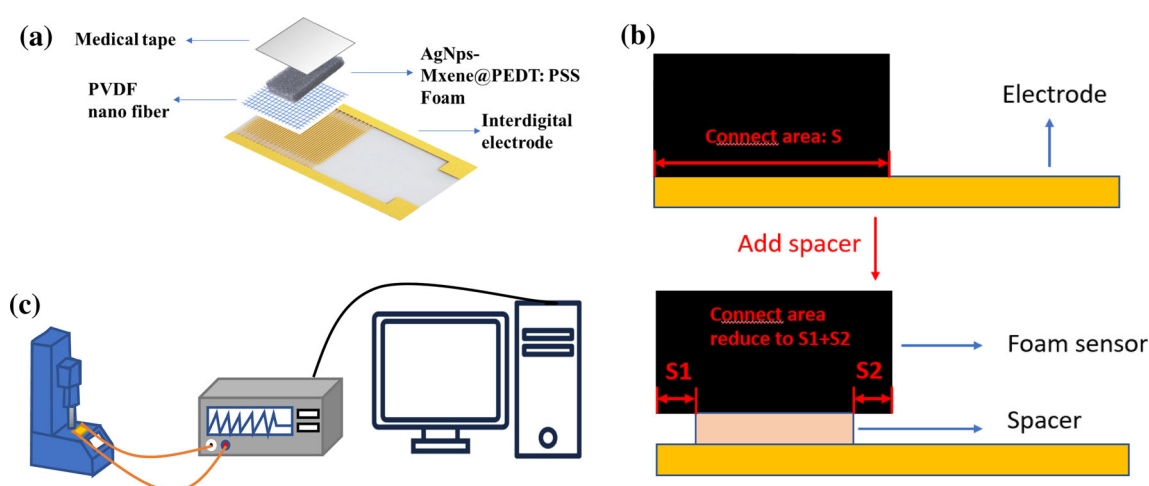 (a)
Medical tape
PVDF
nano fiber
AgNps-
Mxene@PEDT: PSS
Foam
Interdigital
electrode
(b)
Connect area: S
Electrode
Add spacer
Connect area
reduce to S1+S2
S1
S2
Foam sensor
Spacer
(c)